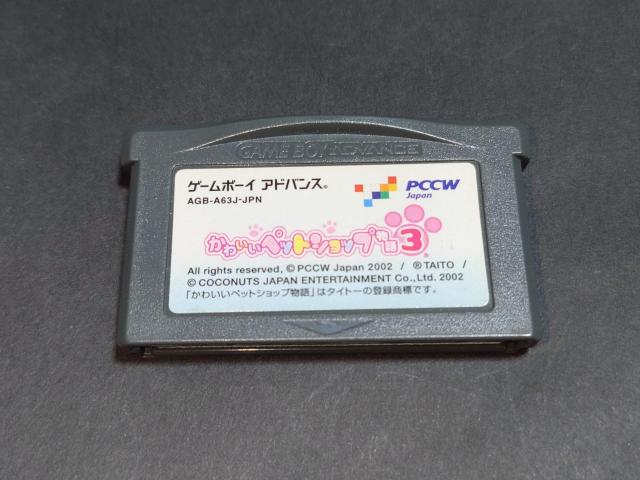 GAME BOY ADVANCE
ゲームボーイ アドバンス®
AGB-A63J-JPN
PCCW
Japan
かわいいペットショップ物語3®
All rights reserved, © PCCW Japan 2002 / ®TAITO /
© COCONUTS JAPAN ENTERTAINMENT Co., Ltd. 2002
「かわいいペットショップ物語」はタイトーの登録商標です。